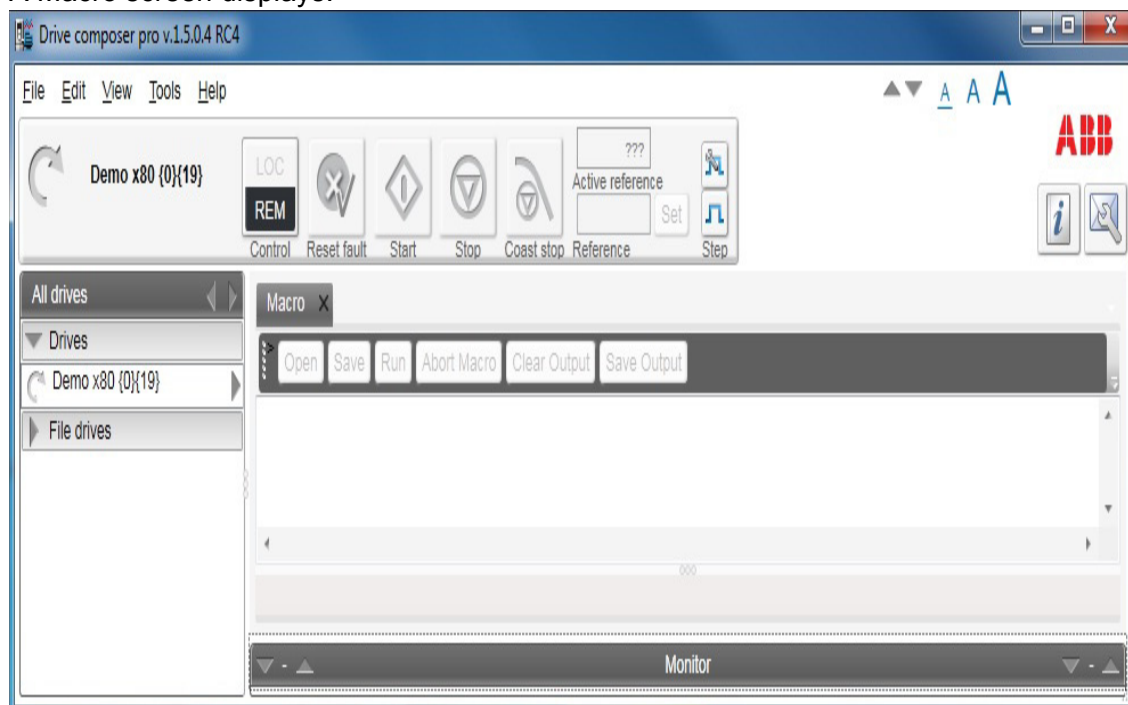 A Macro screen displays.
Drive composer pro v.1.5.0.4 RC4
File Edit View Tools Help
A A A
ABB
Demo x80 {0}{19}
LOC
REM
Control
Reset fault
Start
Stop
Coast stop
???
Active reference
Set
Reference
Step
i
All drives
Drives
Demo x80 {0}{19}
File drives
Macro X
Open Save Run Abort Macro Clear Output Save Output
Monitor